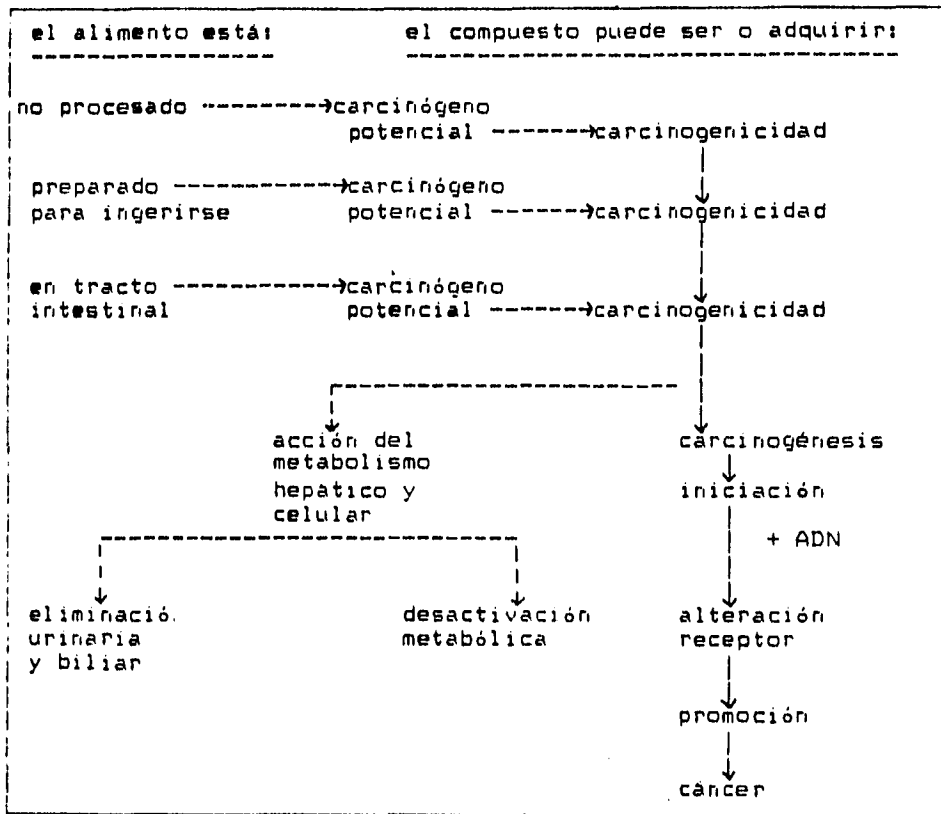 el alimento está: el compuesto puede ser o adquirir:
no procesado carcinógeno
potencial carcinogenicidad
preparado carcinógeno
para ingerirse potencial carcinogenicidad
en tracto carcinógeno
intestinal potencial carcinogenicidad
acción del carcinogénesis
metabolismo
hepático y iniciación
celular
+ ADN
eliminació. desactivación alteración
urinaria metabólica receptor
y biliar
promoción
cáncer